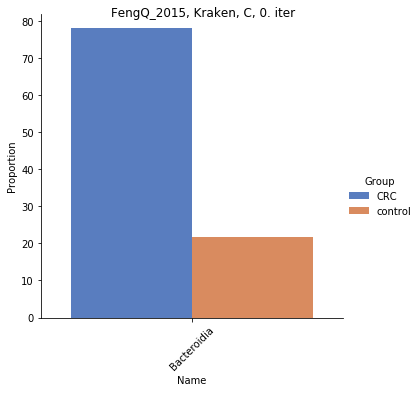 FengQ_2015, Kraken, C, 0. iter
80
70
60
50
40
30
20
10
0
Proportion
Bacteroidia
Name
Group
CRC
control